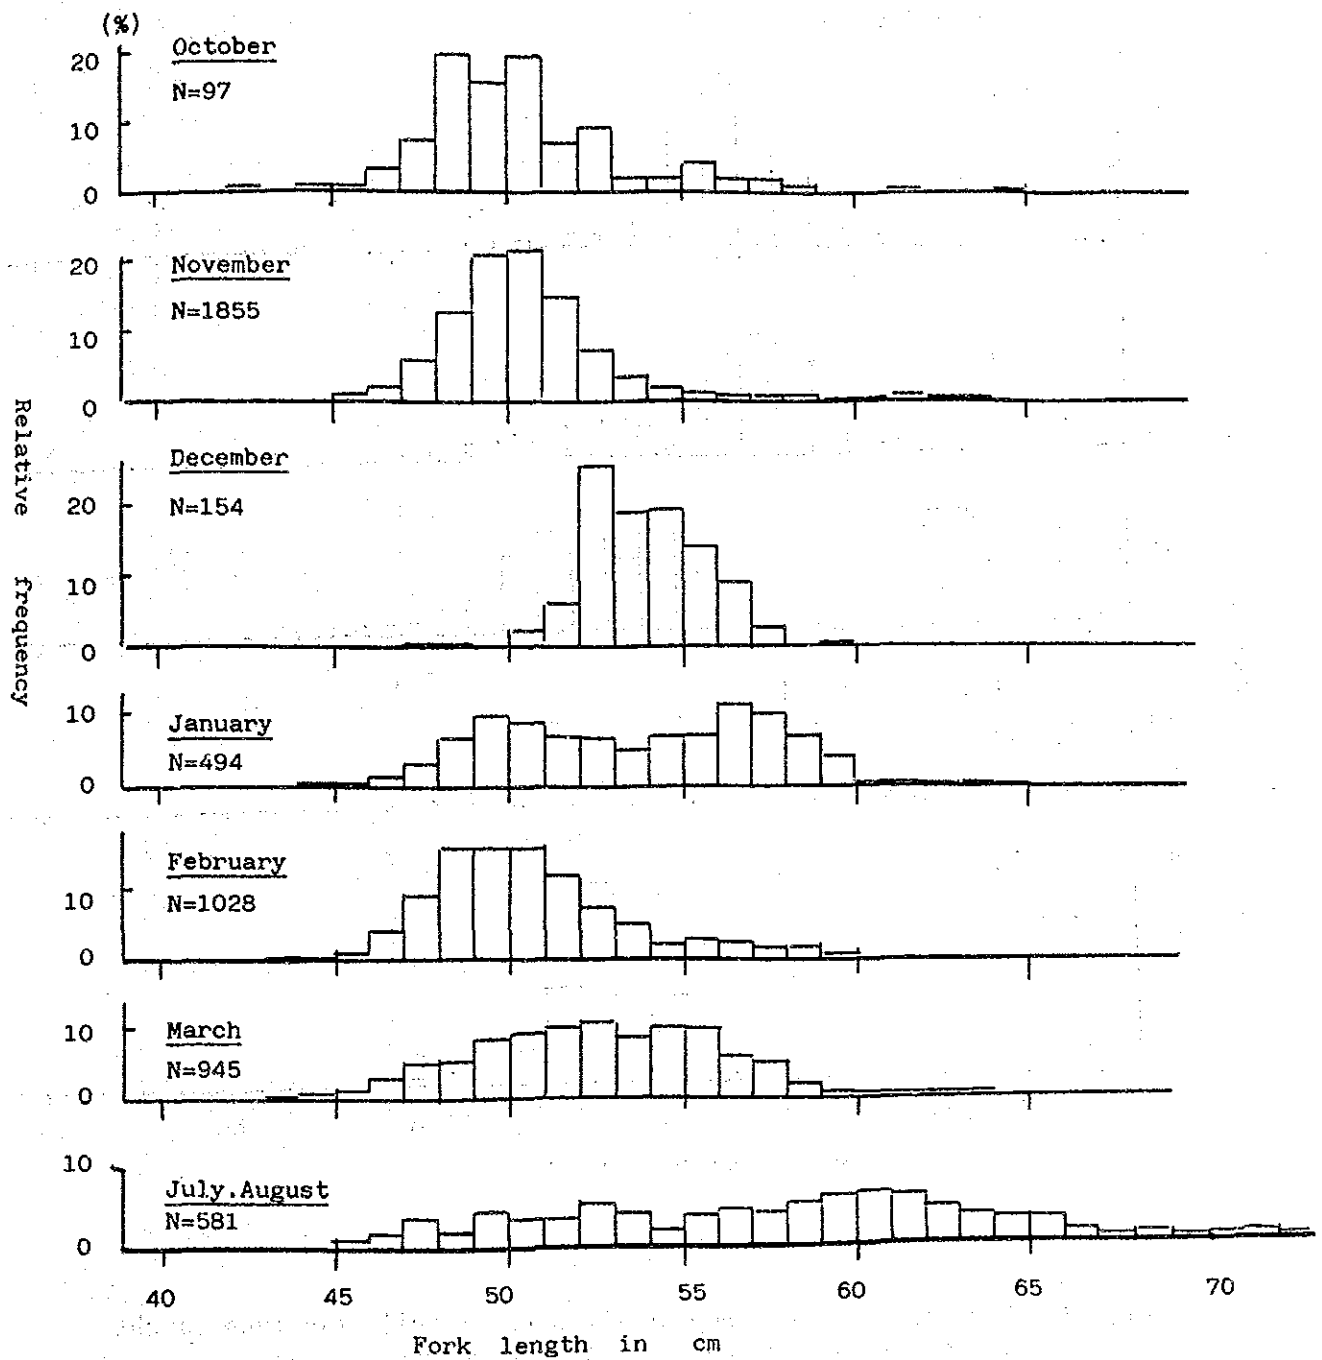 (%)
October
20
N=97
10
0
November
20
N=1855
10
0
December
20
N=154
10
0
10
January
N=494
0
February
10
N=1028
0
10
March
N=945
0
10
July.August
N=581
0
40 45 50 55 60 65 70
Fork length in cm
Relative frequency